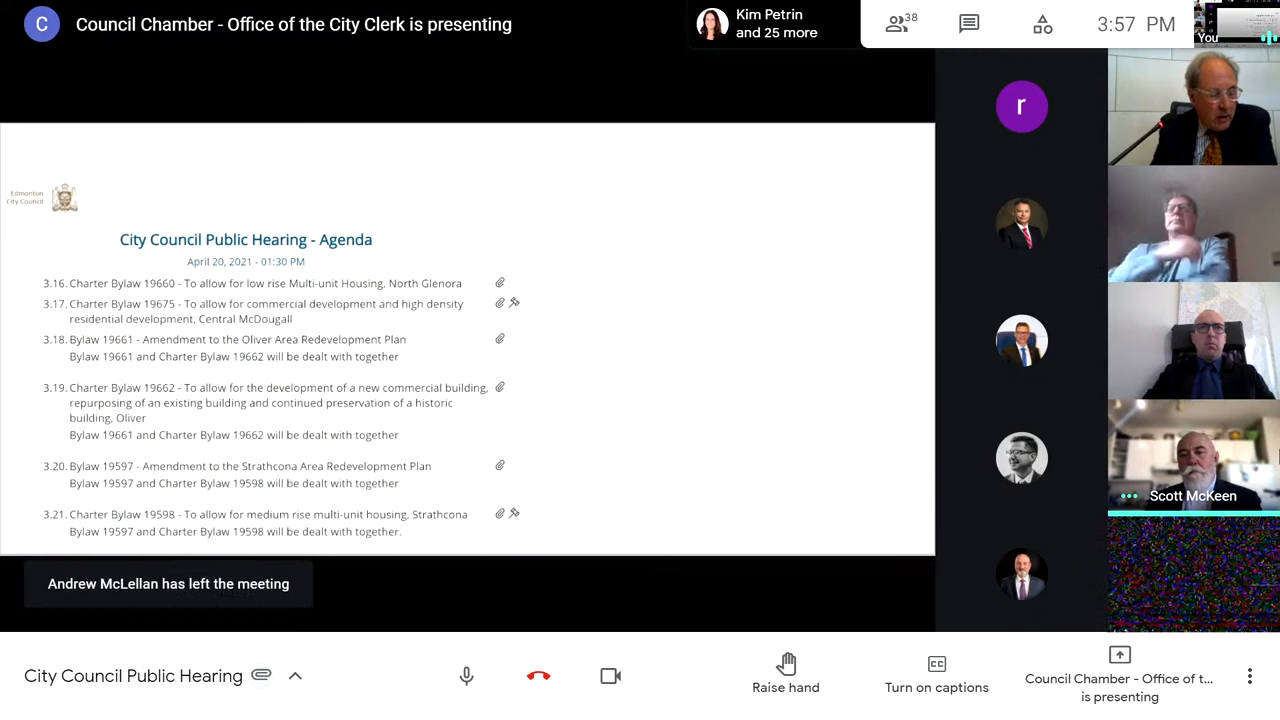 C
Council Chamber - Office of the City Clerk is presenting
Kim Petrin
and 25 more
38
3:57 PM
You
r
Edmonton
City Council
City Council Public Hearing - Agenda
April 20, 2021 - 01:30 PM
3.16. Charter Bylaw 19660 - To allow for low rise Multi-unit Housing, North Glenora
3.17. Charter Bylaw 19675 - To allow for commercial development and high density
residential development, Central McDougall
3.18. Bylaw 19661 - Amendment to the Oliver Area Redevelopment Plan
Bylaw 19661 and Charter Bylaw 19662 will be dealt with together
3.19. Charter Bylaw 19662 - To allow for the development of a new commercial building,
repurposing of an existing building and continued preservation of a historic
building, Oliver
Bylaw 19661 and Charter Bylaw 19662 will be dealt with together
3.20. Bylaw 19597 - Amendment to the Strathcona Area Redevelopment Plan
Bylaw 19597 and Charter Bylaw 19598 will be dealt with together
3.21. Charter Bylaw 19598 - To allow for medium rise multi-unit housing, Strathcona
Bylaw 19597 and Charter Bylaw 19598 will be dealt with together.
Scott McKeen
Andrew McLellan has left the meeting
City Council Public Hearing
Raise hand
CC
Turn on captions
Council Chamber - Office of t...
is presenting